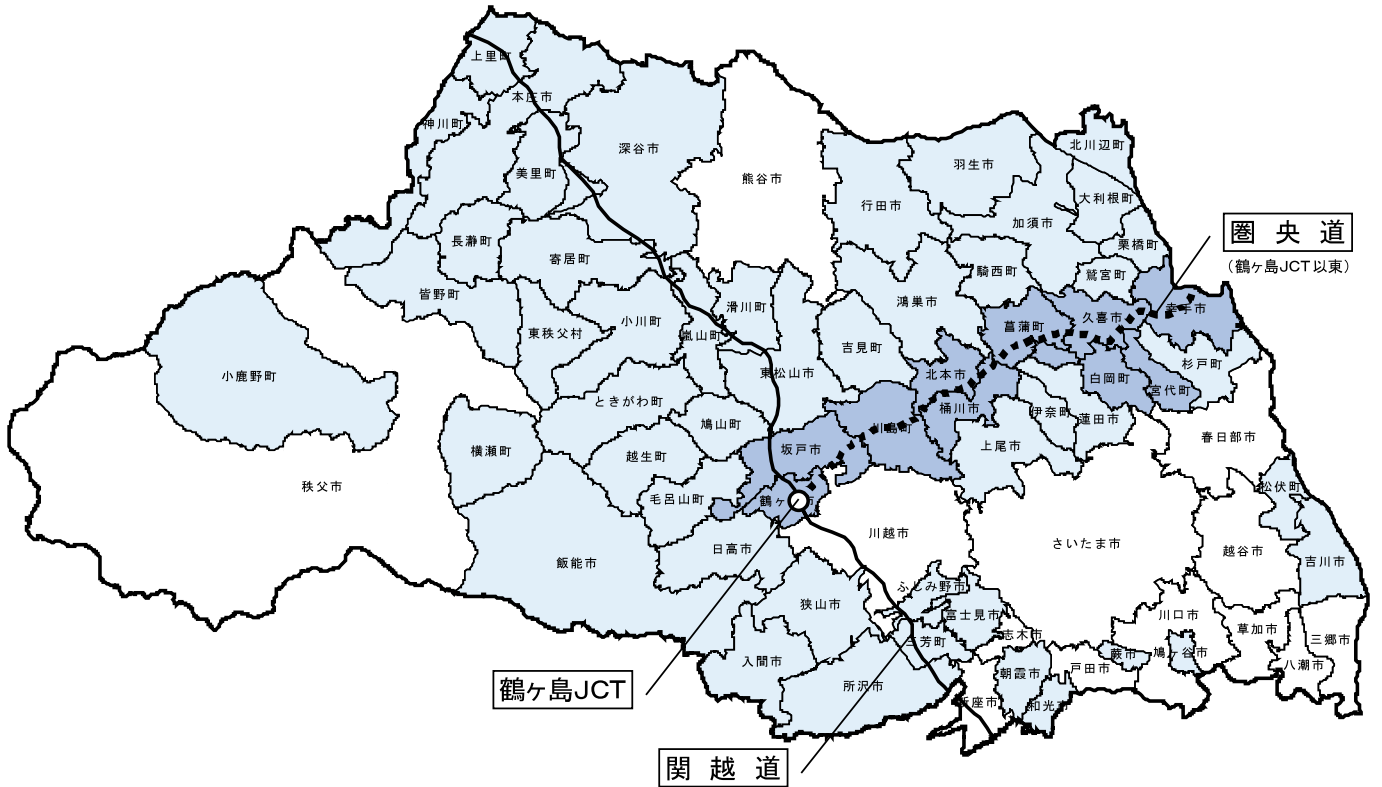 上里町
本庄市
神川町
深谷市
美里町
熊谷市
北川辺町
羽生市
行田市
大利根町
加須市
長瀞町
栗橋町
寄居町
騎西町
鷲宮町
圏央道
(鶴ヶ島JCT以東)
皆野町
鴻巣市
滑川町
小川町
東秩父村
嵐山町
幸手市
久喜市
菖蒲町
吉見町
杉戸町
小鹿野町
東松山市
北本市
白岡町
宮代町
ときがわ町
桶川市
伊奈町
蓮田市
鳩山町
川島町
春日部市
上尾市
横瀬町
坂戸市
越生町
秩父市
松伏町
毛呂山町
鶴ヶ
市
川越市
さいたま市
日高市
越谷市
吉川市
飯能市
ふじみ野市
狭山市
富士見市
川口市
志木市
草加市
三郷市
三芳町
蕨市
鳩ヶ谷市
入間市
朝霞市
戸田市
八潮市
所沢市
鶴ヶ島JCT
新座市
和光市
関越道